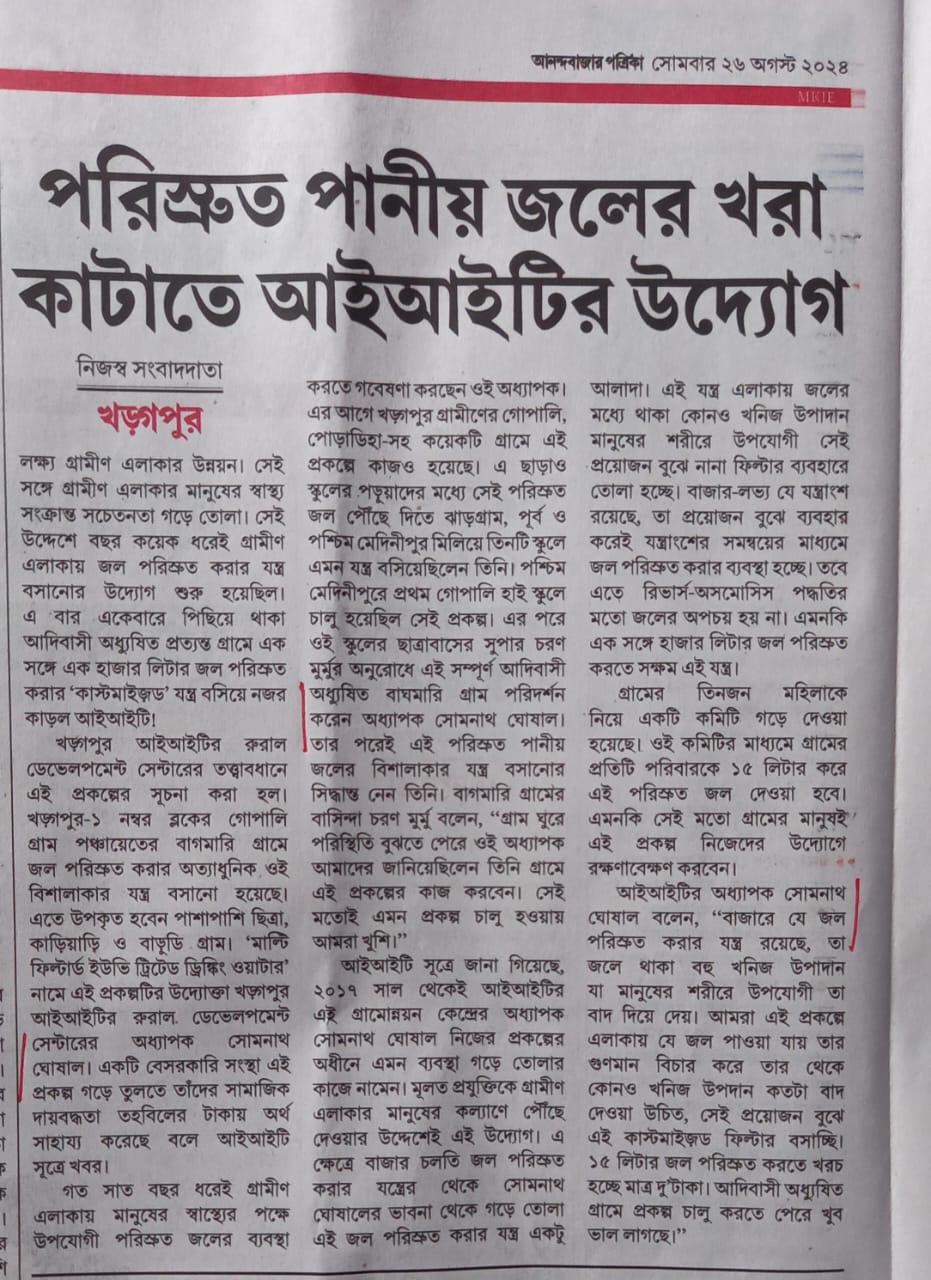 আনন্দবাজার পত্রিকা সোমবার ২৬ অগস্ট ২০২৪
MKIE
পরিস্রুত পানীয় জলের খরা
কাটাতে আইআইটির উদ্যোগ
নিজস্ব সংবাদদাতা
খড়্গপুর
লক্ষ্য গ্রামীণ এলাকার উন্নয়ন। সেই
সঙ্গে গ্রামীণ এলাকার মানুষের স্বাস্থ্য
সংক্রান্ত সচেতনতা গড়ে তোলা। সেই
উদ্দেশে বছর কয়েক ধরেই গ্রামীণ
এলাকায় জল পরিস্রুত করার যন্ত্র
বসানোর উদ্যোগ শুরু হয়েছিল।
এ বার একেবারে পিছিয়ে থাকা
আদিবাসী অধ্যুষিত প্রত্যন্ত গ্রামে এক
সঙ্গে এক হাজার লিটার জল পরিস্রুত
করার ‘কাস্টমাইজ়ড’ যন্ত্র বসিয়ে নজর
কাড়ল আইআইটি!
খড়্গপুর আইআইটির রুরাল
ডেভেলপমেন্ট সেন্টারের তত্ত্বাবধানে
এই প্রকল্পের সূচনা করা হল।
খড়্গপুর-১ নম্বর ব্লকের গোপালি
গ্রাম পঞ্চায়েতের বাগমারি গ্রামে
জল পরিস্রুত করার অত্যাধুনিক ওই
বিশালাকার যন্ত্র বসানো হয়েছে।
এতে উপকৃত হবেন পাশাপাশি ছিত্রা,
কাড়িয়াড়ি ও বাড়ডি গ্রাম। ‘মাল্টি
ফিল্টার্ড ইউভি ট্রিটেড ড্রিঙ্কিং ওয়াটার’
নামে এই প্রকল্পটির উদ্যোক্তা খড়্গপুর
আইআইটির রুরাল ডেভেলপমেন্ট
সেন্টারের অধ্যাপক সোমনাথ
ঘোষাল। একটি বেসরকারি সংস্থা এই
প্রকল্প গড়ে তুলতে তাঁদের সামাজিক
দায়বদ্ধতা তহবিলের টাকায় অর্থ
সাহায্য করেছে বলে আইআইটি
সূত্রে খবর।
গত সাত বছর ধরেই গ্রামীণ
এলাকায় মানুষের স্বাস্থ্যের পক্ষে
উপযোগী পরিস্রুত জলের ব্যবস্থা
করতে গবেষণা করছেন ওই অধ্যাপক।
এর আগে খড়্গপুর গ্রামীণের গোপালি,
পোড়াডিহা-সহ কয়েকটি গ্রামে এই
প্রকল্পে কাজও হয়েছে। এ ছাড়াও
স্কুলের পড়ুয়াদের মধ্যে সেই পরিস্রুত
জল পৌঁছে দিতে ঝাড়গ্রাম, পূর্ব ও
পশ্চিম মেদিনীপুর মিলিয়ে তিনটি স্কুলে
এমন যন্ত্র বসিয়েছিলেন তিনি। পশ্চিম
মেদিনীপুরে প্রথম গোপালি হাই স্কুলে
চালু হয়েছিল সেই প্রকল্প। এর পরে
ওই স্কুলের ছাত্রাবাসের সুপার চরণ
মুর্মুর অনুরোধে এই সম্পূর্ণ আদিবাসী
অধ্যুষিত বাঘমারি গ্রাম পরিদর্শন
করেন অধ্যাপক সোমনাথ ঘোষাল।
তার পরেই এই পরিস্রুত পানীয়
জলের বিশালাকার যন্ত্র বসানোর
সিদ্ধান্ত নেন তিনি। বাগমারি গ্রামের
বাসিন্দা চরণ মুর্মু বলেন, “গ্রাম ঘুরে
পরিস্থিতি বুঝতে পেরে ওই অধ্যাপক
আমাদের জানিয়েছিলেন তিনি গ্রামে
এই প্রকল্পের কাজ করবেন। সেই
মতোই এমন প্রকল্প চালু হওয়ায়
আমরা খুশি।”
আইআইটি সূত্রে জানা গিয়েছে,
২০১৭ সাল থেকেই আইআইটির
এই গ্রামোন্নয়ন কেন্দ্রের অধ্যাপক
সোমনাথ ঘোষাল নিজের প্রকল্পের
অধীনে এমন ব্যবস্থা গড়ে তোলার
কাজে নামেন। মূলত প্রযুক্তিকে গ্রামীণ
এলাকার মানুষের কল্যাণে পৌঁছে
দেওয়ার উদ্দেশেই এই উদ্যোগ। এ
ক্ষেত্রে বাজার চলতি জল পরিস্রুত
করার যন্ত্রের থেকে সোমনাথ
ঘোষালের ভাবনা থেকে গড়ে তোলা
এই জল পরিস্রুত করার যন্ত্র একটু
আলাদা। এই যন্ত্র এলাকায় জলের
মধ্যে থাকা কোনও খনিজ উপাদান
মানুষের শরীরে উপযোগী সেই
প্রয়োজন বুঝে নানা ফিল্টার ব্যবহারে
তোলা হচ্ছে। বাজার-লভ্য যে যন্ত্রাংশ
রয়েছে, তা প্রয়োজন বুঝে ব্যবহার
করেই যন্ত্রাংশের সমন্বয়ের মাধ্যমে
জল পরিস্রুত করার ব্যবস্থা হচ্ছে। তবে
এতে রিভার্স-অসমোসিস পদ্ধতির
মতো জলের অপচয় হয় না। এমনকি
এক সঙ্গে হাজার লিটার জল পরিস্রুত
করতে সক্ষম এই যন্ত্র।
গ্রামের তিনজন মহিলাকে
নিয়ে একটি কমিটি গড়ে দেওয়া
হয়েছে। ওই কমিটির মাধ্যমে গ্রামের
প্রতিটি পরিবারকে ১৫ লিটার করে
এই পরিস্রুত জল দেওয়া হবে।
এমনকি সেই মতো গ্রামের মানুষই
এই প্রকল্প নিজেদের উদ্যোগে
রক্ষণাবেক্ষণ করবেন।
আইআইটির অধ্যাপক সোমনাথ
ঘোষাল বলেন, “বাজারে যে জল
পরিস্রুত করার যন্ত্র রয়েছে, তা
জলে থাকা বহু খনিজ উপাদান
যা মানুষের শরীরে উপযোগী তা
বাদ দিয়ে দেয়। আমরা এই প্রকল্পে
এলাকায় যে জল পাওয়া যায় তার
গুণমান বিচার করে তার থেকে
কোনও খনিজ উপাদান কতটা বাদ
দেওয়া উচিত, সেই প্রয়োজন বুঝে
এই কাস্টমাইজ়ড ফিল্টার বসাচ্ছি।
১৫ লিটার জল পরিস্রুত করতে খরচ
হচ্ছে মাত্র দু’টাকা। আদিবাসী অধ্যুষিত
গ্রামে প্রকল্প চালু করতে পেরে খুব
ভাল লাগছে।”